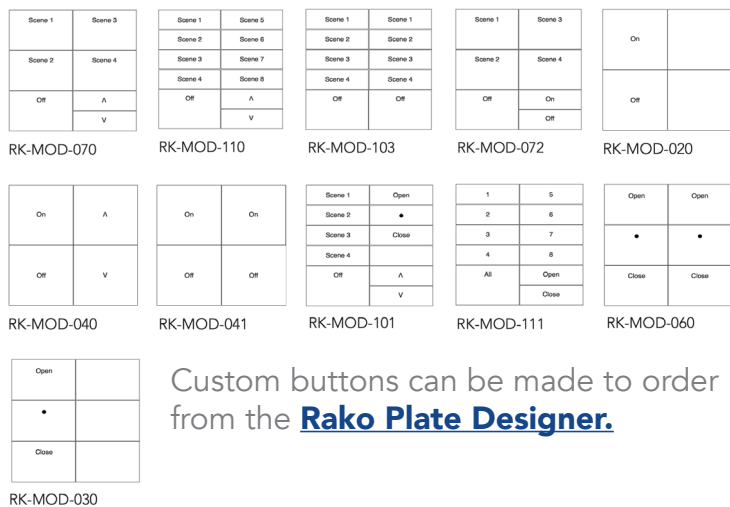 Scene 1 Scene 3
Scene 2 Scene 4
Off ᐱ
ᐯ
RK-MOD-070
Scene 1 Scene 5
Scene 2 Scene 6
Scene 3 Scene 7
Scene 4 Scene 8
Off ᐱ
ᐯ
RK-MOD-110
Scene 1 Scene 1
Scene 2 Scene 2
Scene 3 Scene 3
Scene 4 Scene 4
Off Off
RK-MOD-103
Scene 1 Scene 3
Scene 2 Scene 4
Off On
Off
RK-MOD-072
On
Off
RK-MOD-020
On ᐱ
Off ᐯ
RK-MOD-040
On On
Off Off
RK-MOD-041
Scene 1 Open
Scene 2 •
Scene 3 Close
Scene 4
Off ᐱ
ᐯ
RK-MOD-101
1 5
2 6
3 7
4 8
All Open
Close
RK-MOD-111
Open Open
• •
Close Close
RK-MOD-060
Open
•
Close
RK-MOD-030
Custom buttons can be made to order
from the Rako Plate Designer.